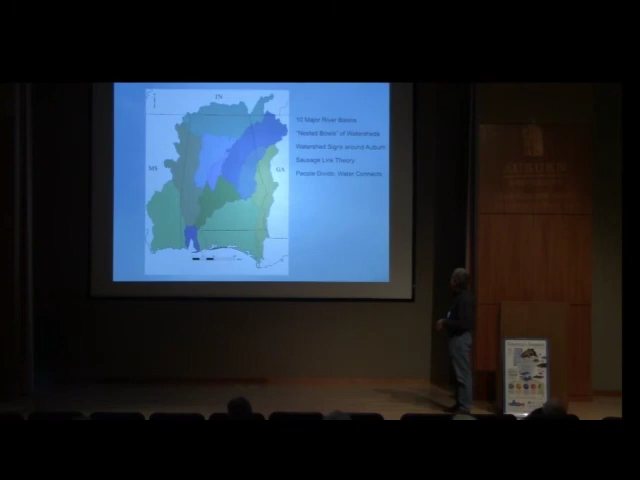 TN
MS
GA
10 Major River Basins
"Nested Bowls" of Watersheds
Watershed Signs around Auburn
Sausage Link Theory
People Divide, Water Connects
AUBURN